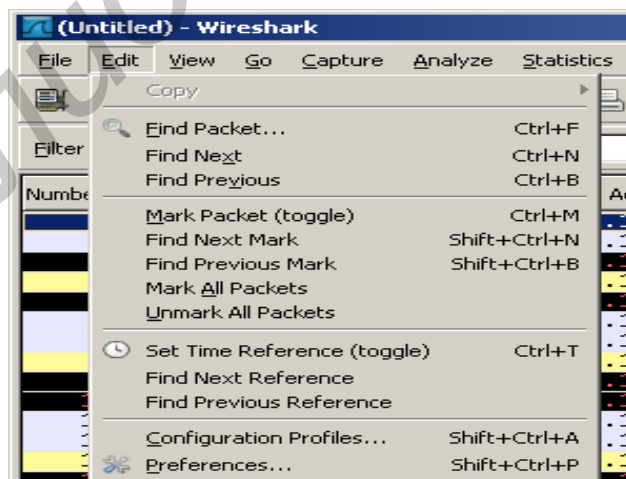 (Untitled) - Wireshark
File Edit View Go Capture Analyze Statistics
Copy
Find Packet... Ctrl+F
Filter
Find Next Ctrl+N
Find Previous Ctrl+B
Mark Packet (toggle) Ctrl+M
Find Next Mark Shift+Ctrl+N
Find Previous Mark Shift+Ctrl+B
Mark All Packets
Unmark All Packets
Set Time Reference (toggle) Ctrl+T
Find Next Reference
Find Previous Reference
Configuration Profiles... Shift+Ctrl+A
Preferences... Shift+Ctrl+P